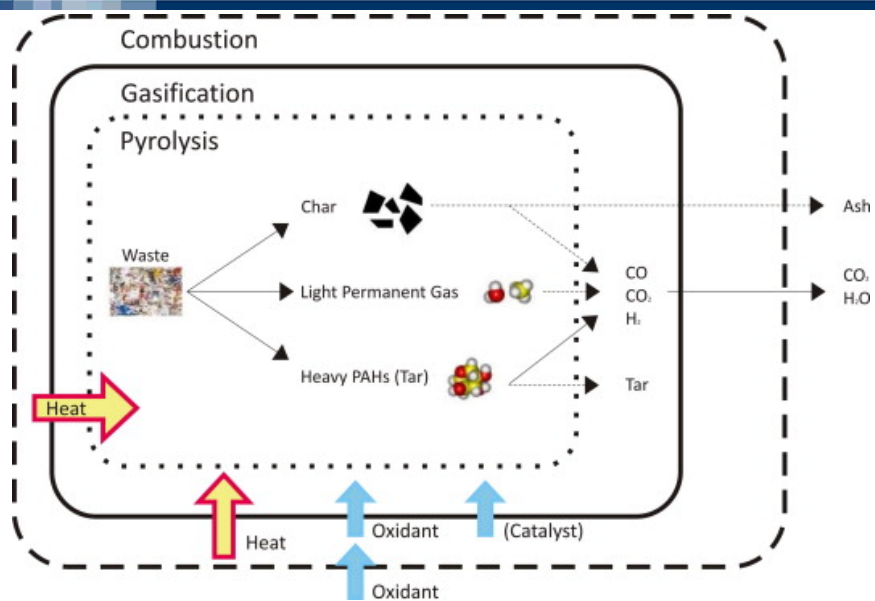 Combustion
Gasification
Pyrolysis
Char
Ash
Waste
Light Permanent Gas
CO
CO₂
H₂
CO₂
H₂O
Heavy PAHs (Tar)
Tar
Heat
Heat
Oxidant
(Catalyst)
Oxidant